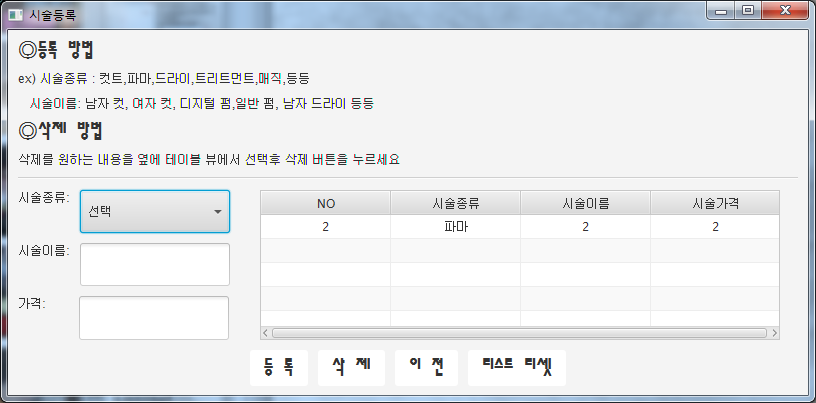 시술등록
◎등록 방법
ex) 시술종류 : 컷트,파마,드라이,트리트먼트,매직,등등
시술이름: 남자 컷, 여자 컷, 디지털 펌,일반 펌, 남자 드라이 등등
◎삭제 방법
삭제를 원하는 내용을 옆에 테이블 뷰에서 선택후 삭제 버튼을 누르세요
시술종류: 선택
시술이름:
가격:
NO 시술종류 시술이름 시술가격
2 파마 2 2
등 록 삭 제 이 전 리스트 리셋